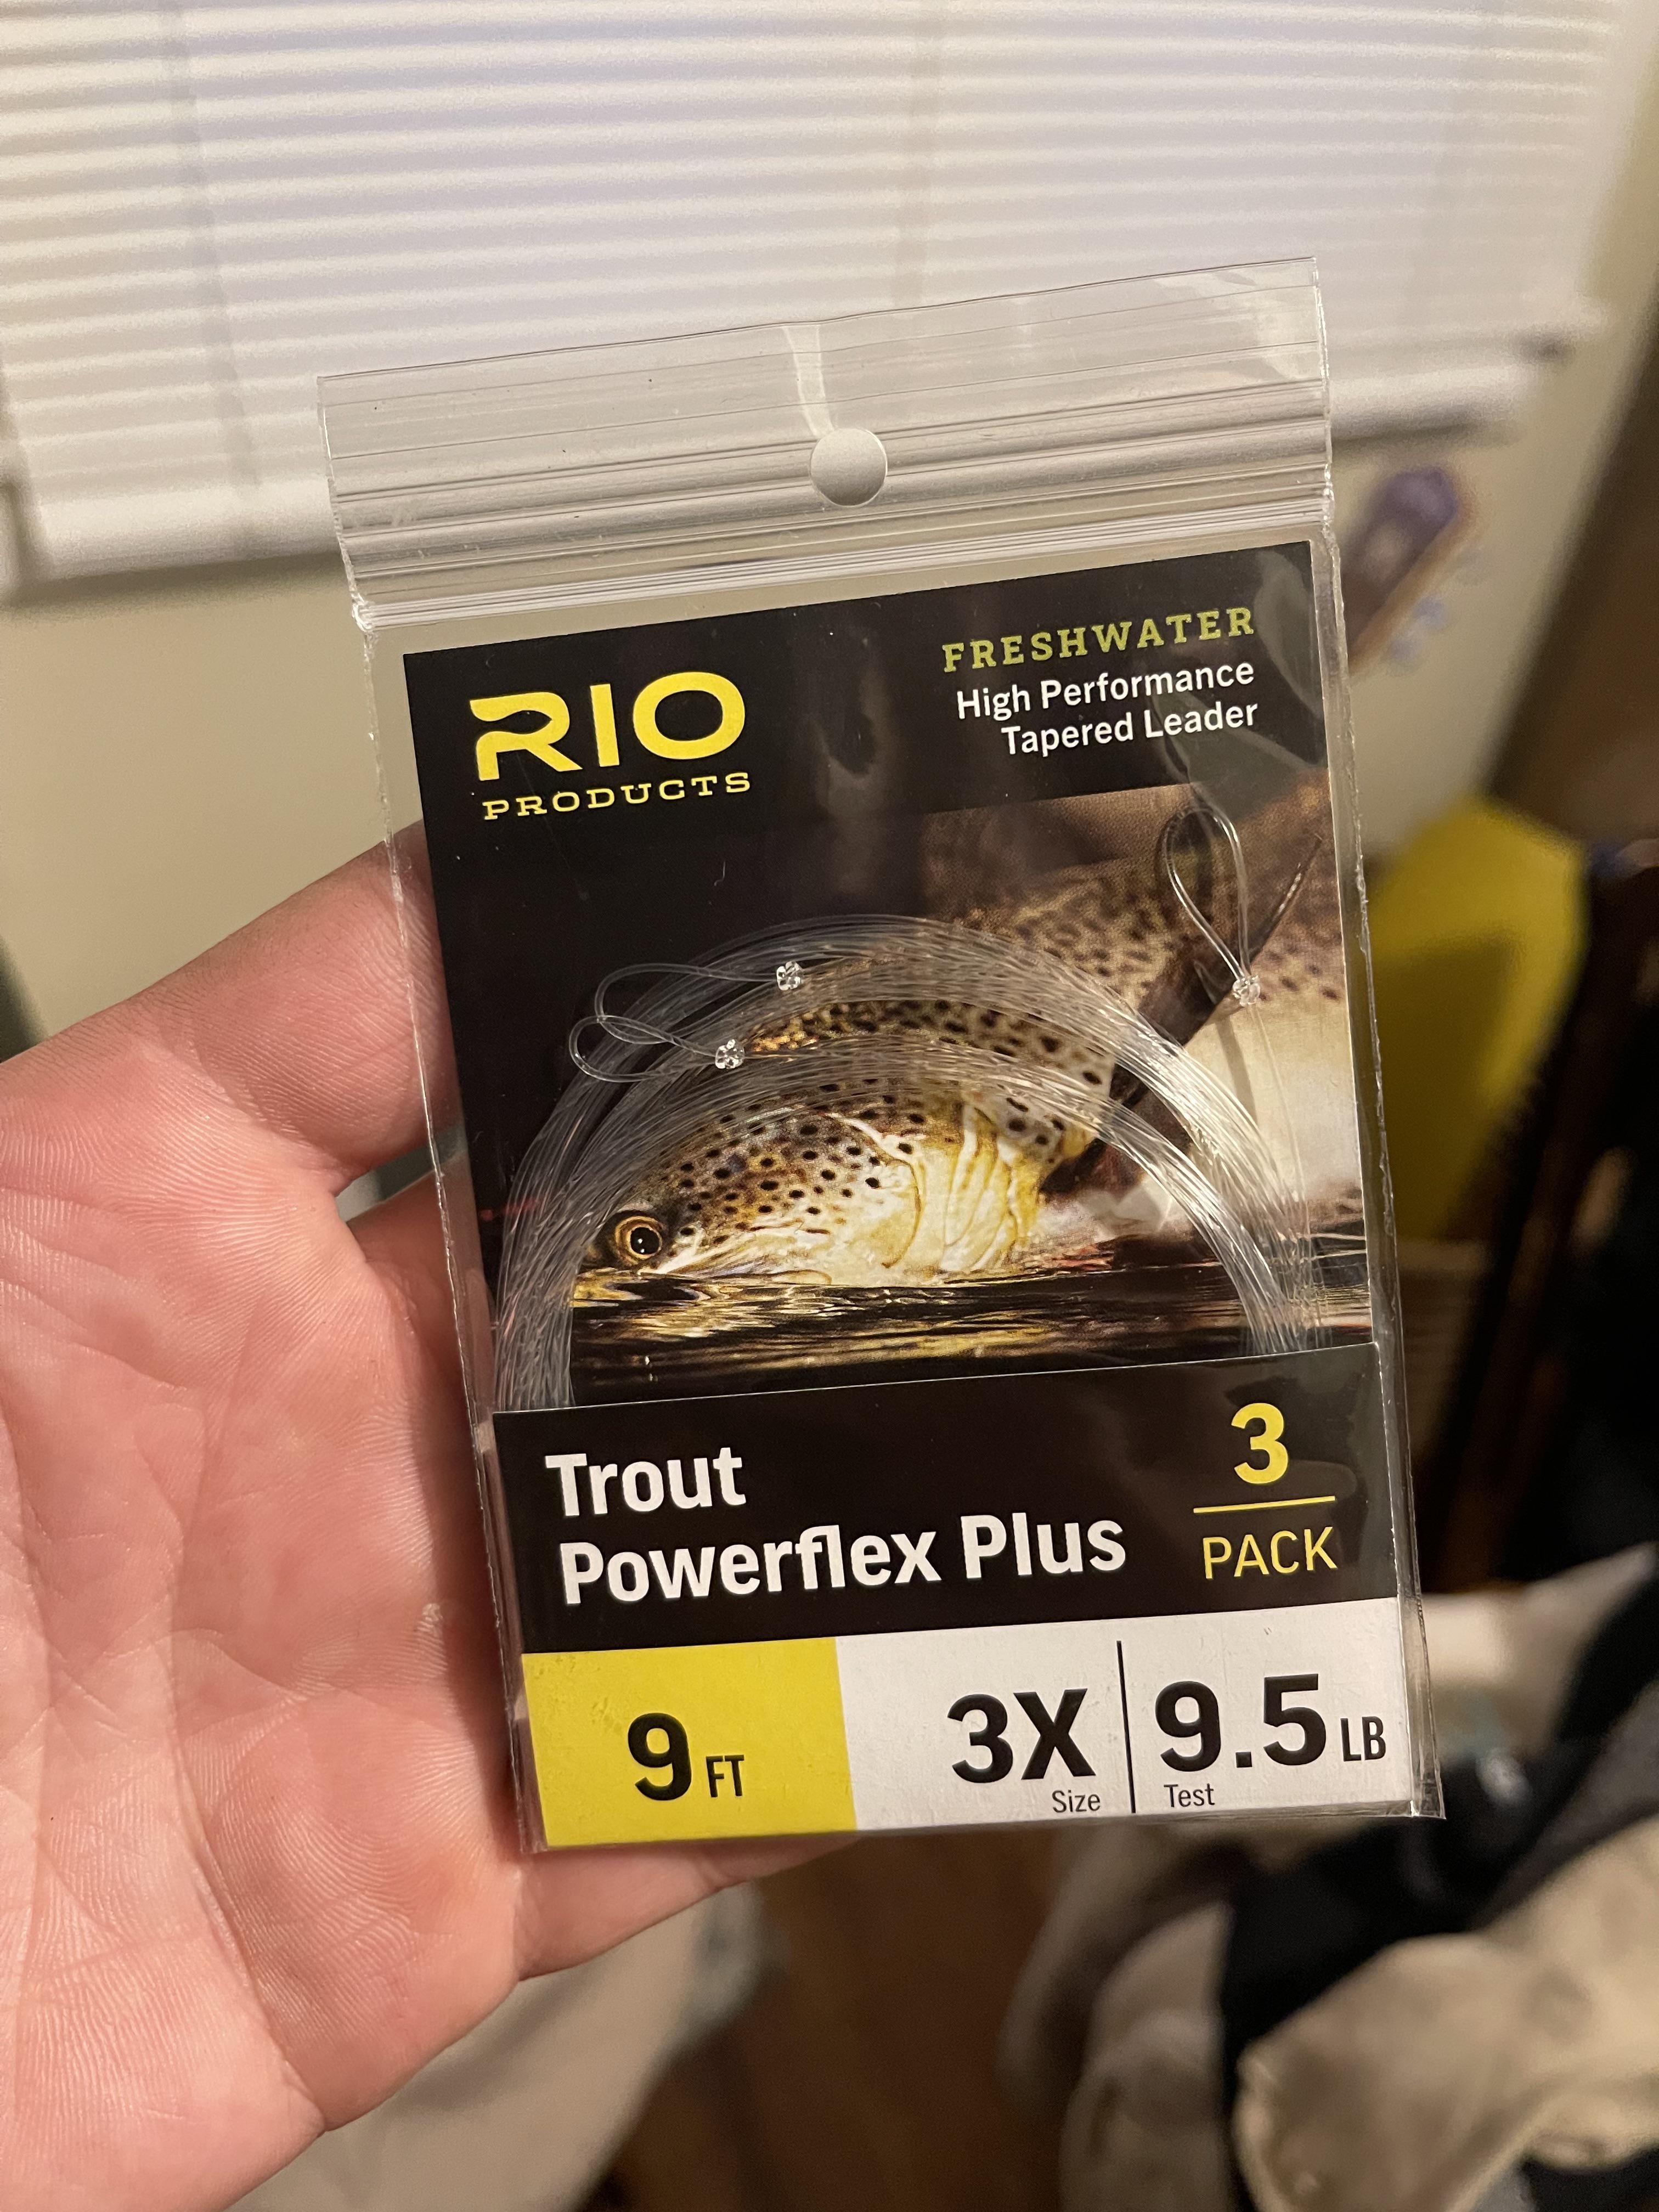 RIO
PRODUCTS
FRESHWATER
High Performance
Tapered Leader
Trout
Powerflex Plus
3
PACK
9 FT
3X
Size
9.5 LB
Test